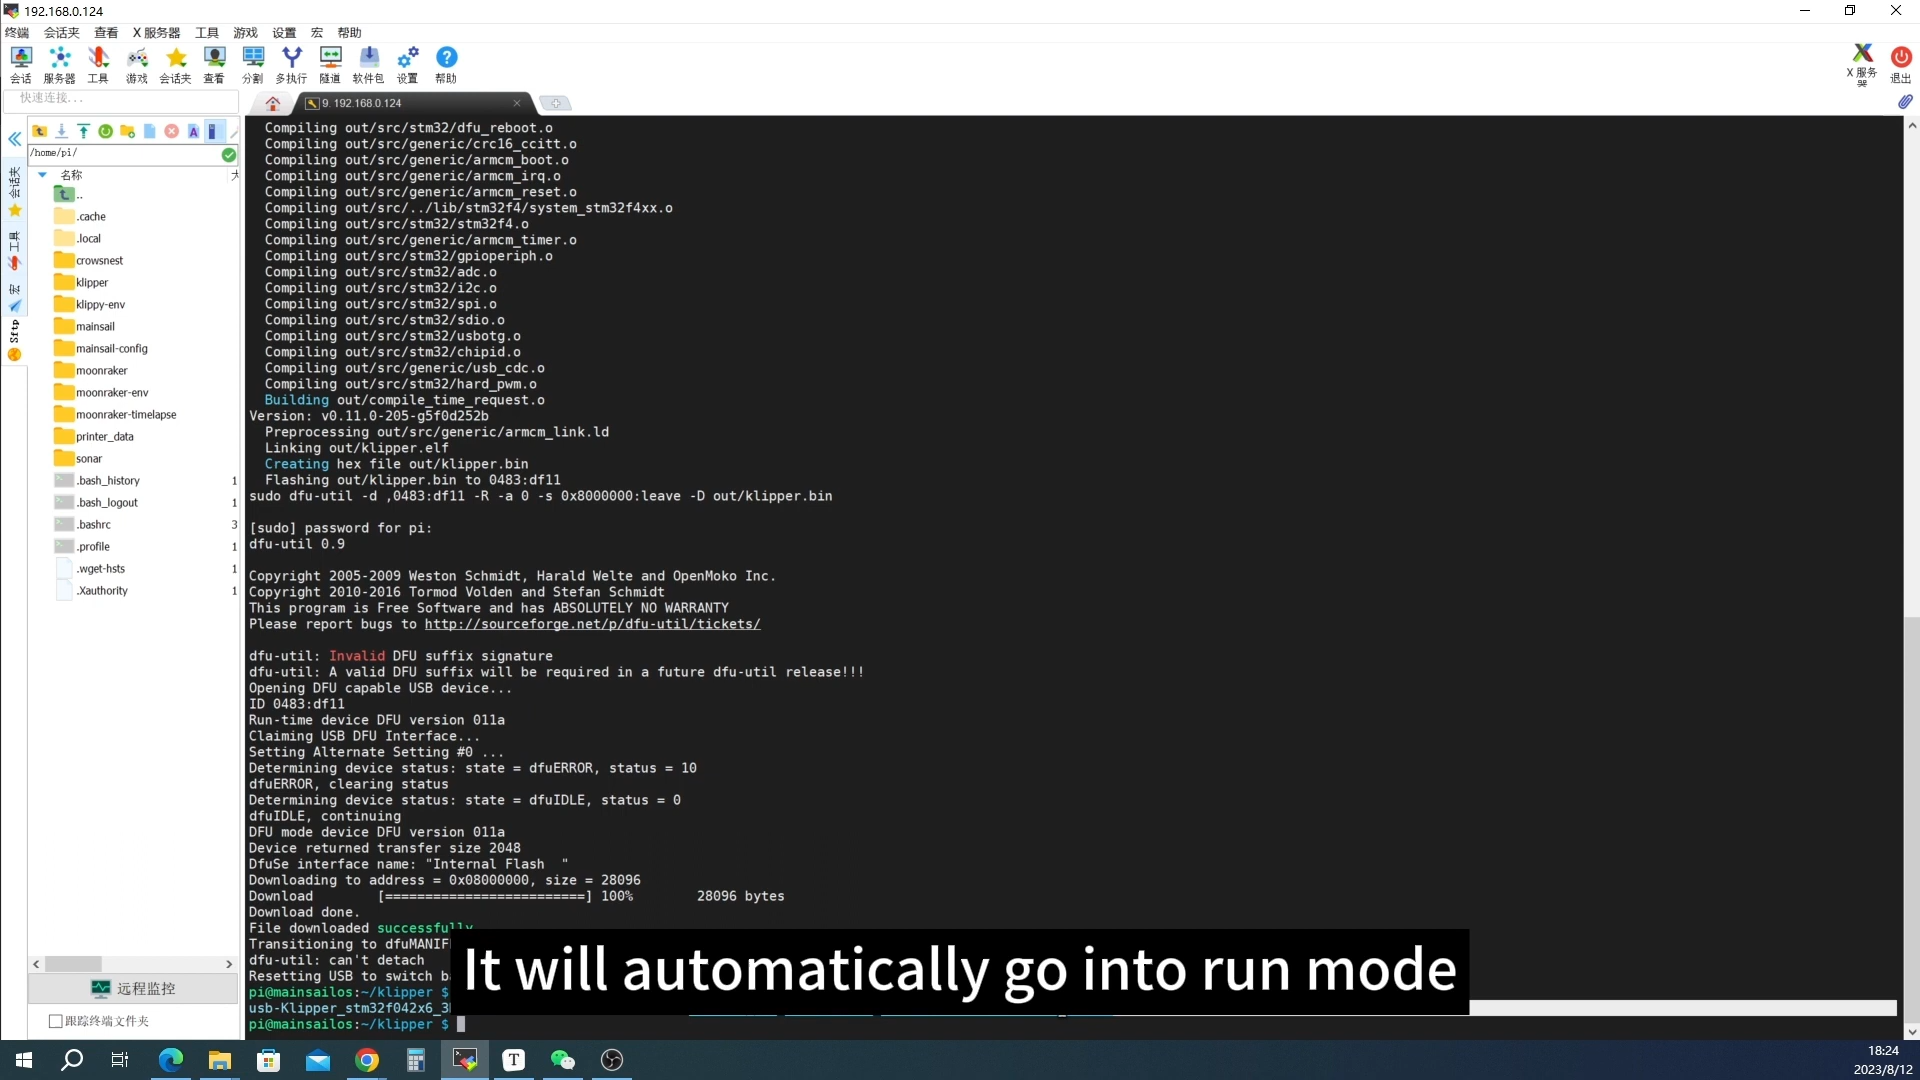 192.168.0.124
终端 会话夹 查看 X 服务器 工具 游戏 设置 宏 帮助
会话 服务器 工具 游戏 会话夹 查看 分割 多执行 隧道 软件包 设置 帮助
X 服务器 退出
快速连接...
9. 192.168.0.124
/home/pi/
名称 大
..
.cache
.local
crowsnest
klipper
klippy-env
mainsail
mainsail-config
moonraker
moonraker-env
moonraker-timelapse
printer_data
sonar
.bash_history 1
.bash_logout 1
.bashrc 3
.profile 1
.wget-hsts 1
.Xauthority 1
会话夹
工具
宏
Sftp
远程监控
跟踪终端文件夹
Compiling out/src/stm32/dfu_reboot.o
Compiling out/src/generic/crc16_ccitt.o
Compiling out/src/generic/armcm_boot.o
Compiling out/src/generic/armcm_irq.o
Compiling out/src/generic/armcm_reset.o
Compiling out/src/../lib/stm32f4/system_stm32f4xx.o
Compiling out/src/stm32/stm32f4.o
Compiling out/src/generic/armcm_timer.o
Compiling out/src/stm32/gpioperiph.o
Compiling out/src/stm32/adc.o
Compiling out/src/stm32/i2c.o
Compiling out/src/stm32/spi.o
Compiling out/src/stm32/sdio.o
Compiling out/src/stm32/usbotg.o
Compiling out/src/stm32/chipid.o
Compiling out/src/generic/usb_cdc.o
Compiling out/src/stm32/hard_pwm.o
Building out/compile_time_request.o
Version: v0.11.0-205-g5f0d252b
Preprocessing out/src/generic/armcm_link.ld
Linking out/klipper.elf
Creating hex file out/klipper.bin
Flashing out/klipper.bin to 0483:df11
sudo dfu-util -d ,0483:df11 -R -a 0 -s 0x8000000:leave -D out/klipper.bin
[sudo] password for pi:
dfu-util 0.9
Copyright 2005-2009 Weston Schmidt, Harald Welte and OpenMoko Inc.
Copyright 2010-2016 Tormod Volden and Stefan Schmidt
This program is Free Software and has ABSOLUTELY NO WARRANTY
Please report bugs to http://sourceforge.net/p/dfu-util/tickets/
dfu-util: Invalid DFU suffix signature
dfu-util: A valid DFU suffix will be required in a future dfu-util release!!!
Opening DFU capable USB device...
ID 0483:df11
Run-time device DFU version 011a
Claiming USB DFU Interface...
Setting Alternate Setting #0 ...
Determining device status: state = dfuERROR, status = 10
dfuERROR, clearing status
Determining device status: state = dfuIDLE, status = 0
dfuIDLE, continuing
DFU mode device DFU version 011a
Device returned transfer size 2048
DfuSe interface name: "Internal Flash  "
Downloading to address = 0x08000000, size = 28096
Download [=========================] 100% 28096 bytes
Download done.
File downloaded successfully
Transitioning to dfuMANIF
dfu-util: can't detach
Resetting USB to switch b
pi@mainsailos:~/klipper $
usb-Klipper_stm32f042x6_3
pi@mainsailos:~/klipper $
It will automatically go into run mode
18:24
2023/8/12